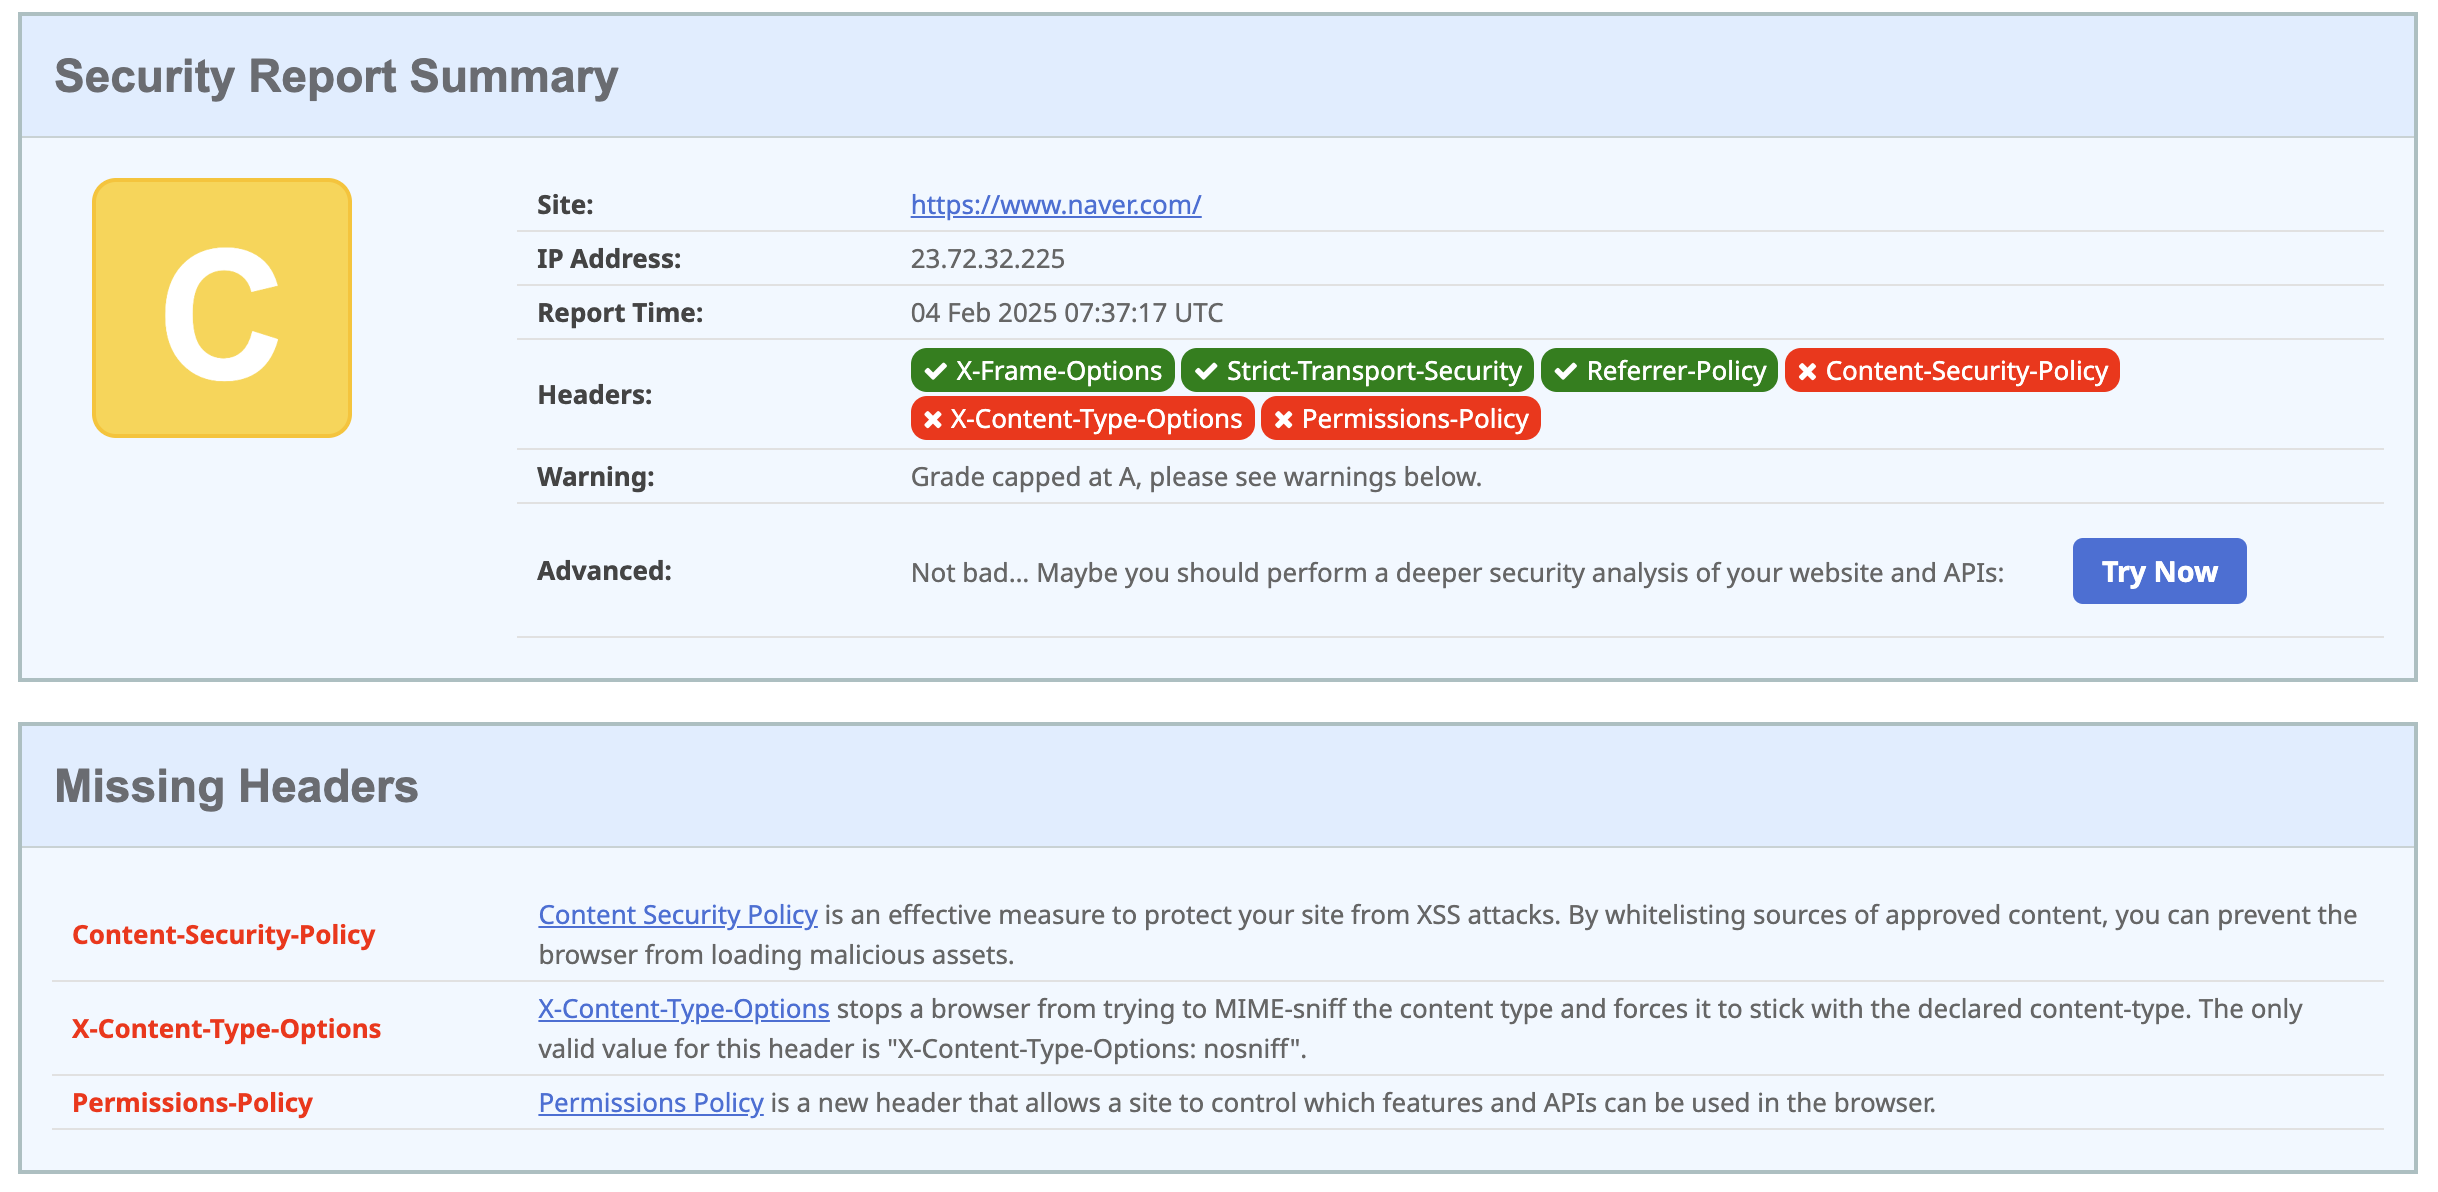 Security Report Summary
C
Site: https://www.naver.com/
IP Address: 23.72.32.225
Report Time: 04 Feb 2025 07:37:17 UTC
Headers: X-Frame-Options Strict-Transport-Security Referrer-Policy Content-Security-Policy
X-Content-Type-Options Permissions-Policy
Warning: Grade capped at A, please see warnings below.
Advanced: Not bad... Maybe you should perform a deeper security analysis of your website and APIs: Try Now
Missing Headers
Content-Security-Policy Content Security Policy is an effective measure to protect your site from XSS attacks. By whitelisting sources of approved content, you can prevent the
browser from loading malicious assets.
X-Content-Type-Options X-Content-Type-Options stops a browser from trying to MIME-sniff the content type and forces it to stick with the declared content-type. The only
valid value for this header is "X-Content-Type-Options: nosniff".
Permissions-Policy Permissions Policy is a new header that allows a site to control which features and APIs can be used in the browser.